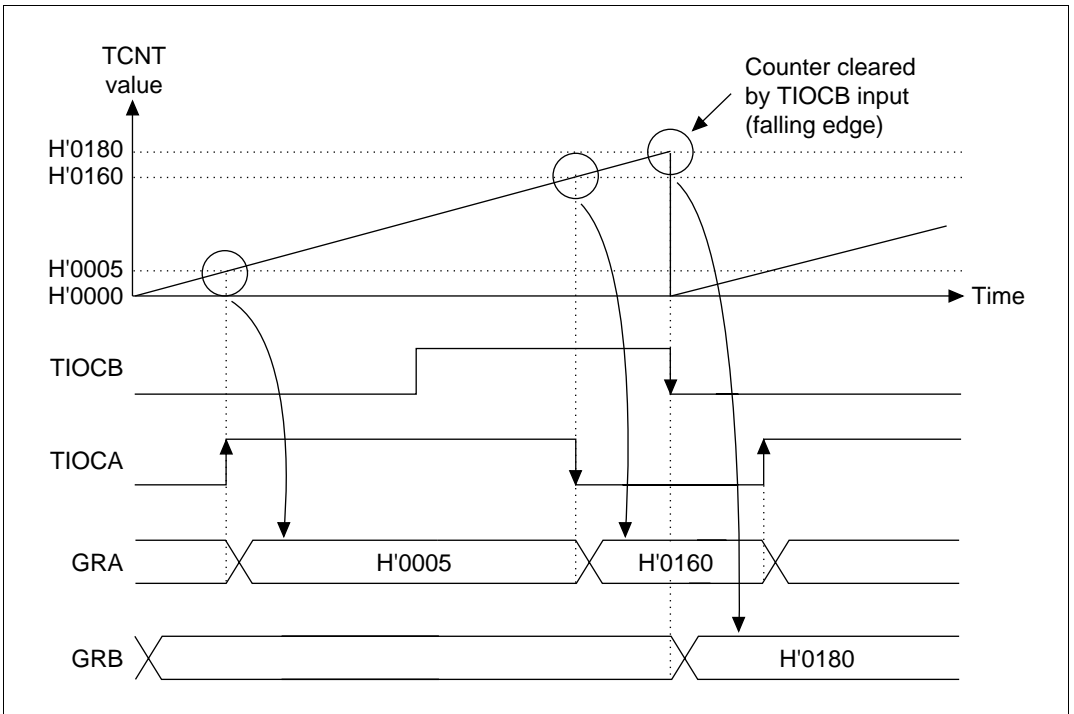 TCNT
value
Counter cleared
by TIOCB input
(falling edge)
H'0180
H'0160
H'0005
H'0000
Time
TIOCB
TIOCA
GRA
H'0005
H'0160
GRB
H'0180